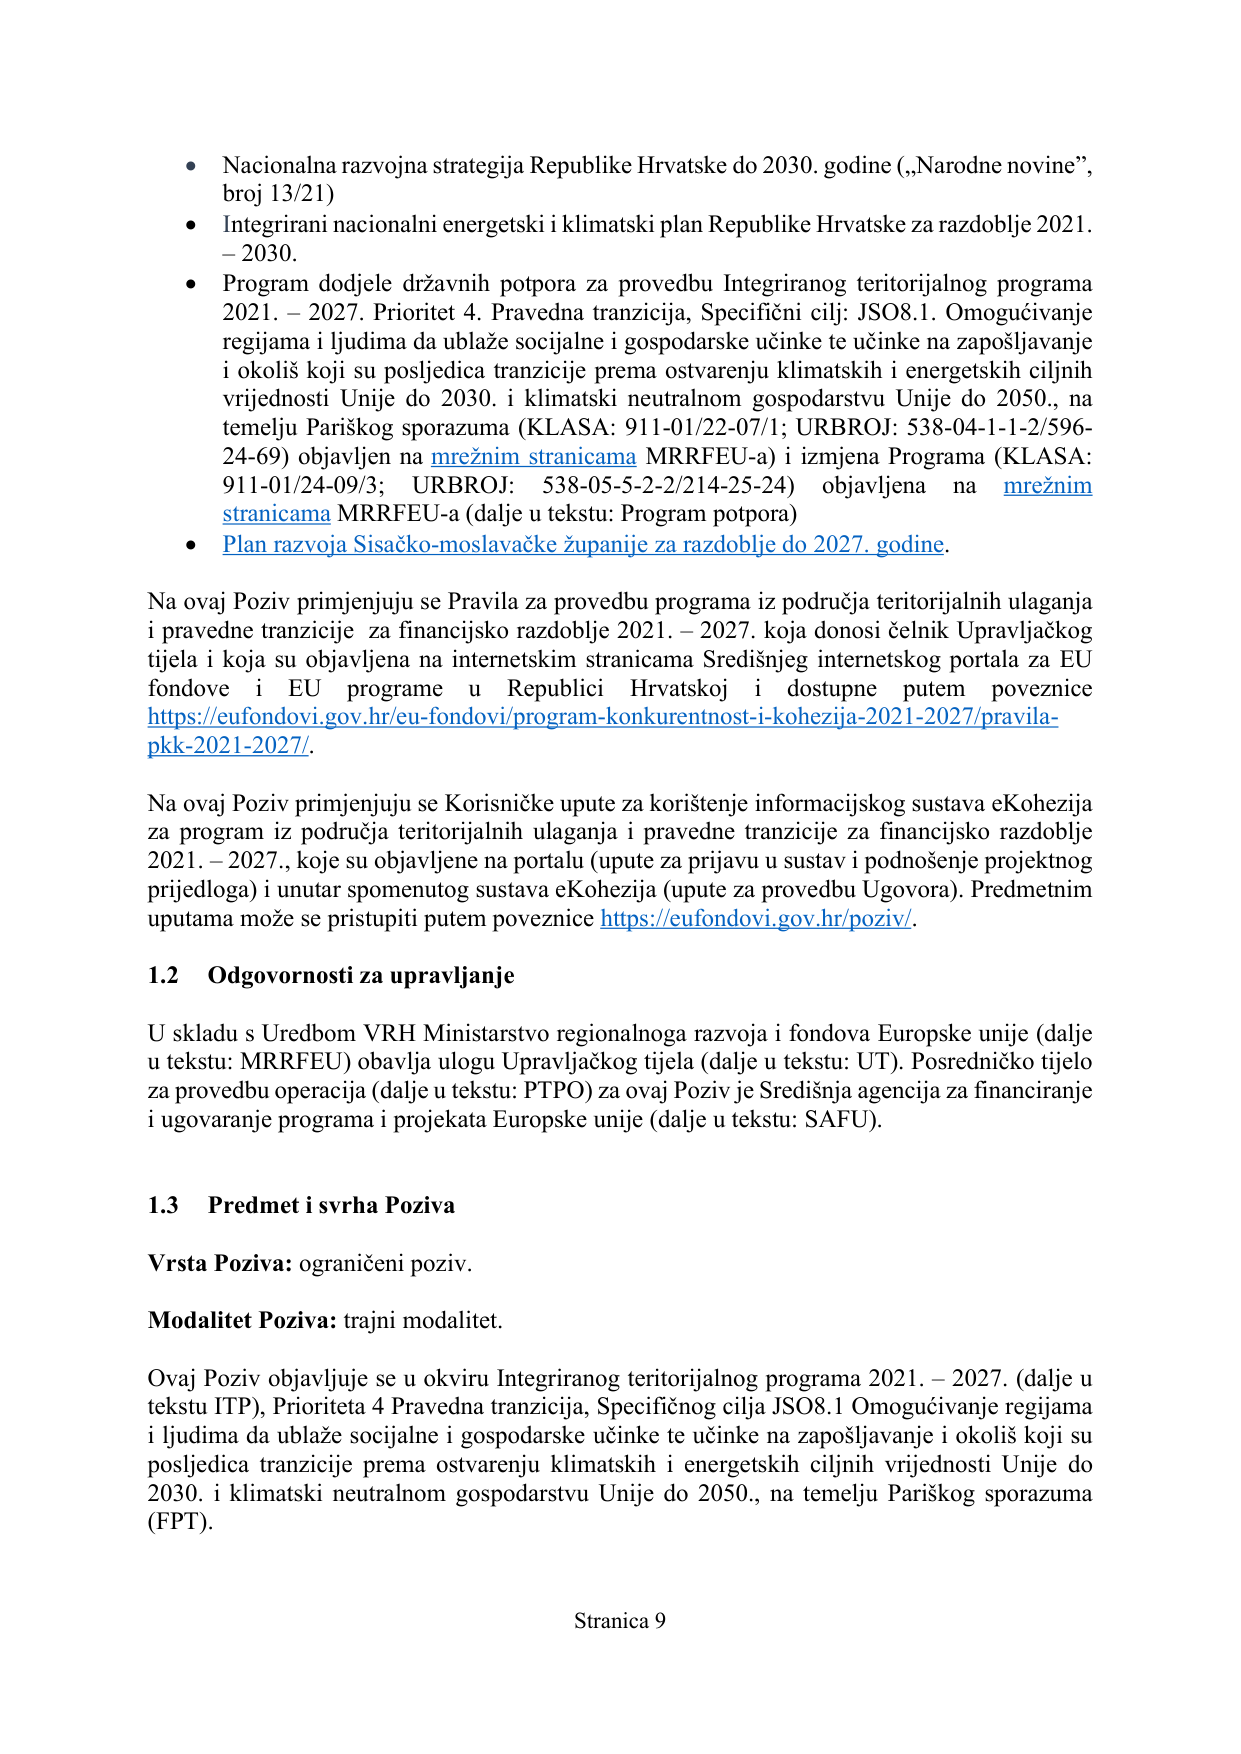 • Nacionalna razvojna strategija Republike Hrvatske do 2030. godine („Narodne novine”,
broj 13/21)
• Integrirani nacionalni energetski i klimatski plan Republike Hrvatske za razdoblje 2021.
– 2030.
• Program dodjele državnih potpora za provedbu Integriranog teritorijalnog programa
2021. – 2027. Prioritet 4. Pravedna tranzicija, Specifični cilj: JSO8.1. Omogućivanje
regijama i ljudima da ublaže socijalne i gospodarske učinke te učinke na zapošljavanje
i okoliš koji su posljedica tranzicije prema ostvarenju klimatskih i energetskih ciljnih
vrijednosti Unije do 2030. i klimatski neutralnom gospodarstvu Unije do 2050., na
temelju Pariškog sporazuma (KLASA: 911-01/22-07/1; URBROJ: 538-04-1-1-2/596-
24-69) objavljen na mrežnim stranicama MRRFEU-a) i izmjena Programa (KLASA:
911-01/24-09/3; URBROJ: 538-05-5-2-2/214-25-24) objavljena na mrežnim
stranicama MRRFEU-a (dalje u tekstu: Program potpora)
• Plan razvoja Sisačko-moslavačke županije za razdoblje do 2027. godine.
Na ovaj Poziv primjenjuju se Pravila za provedbu programa iz područja teritorijalnih ulaganja
i pravedne tranzicije za financijsko razdoblje 2021. – 2027. koja donosi čelnik Upravljačkog
tijela i koja su objavljena na internetskim stranicama Središnjeg internetskog portala za EU
fondove i EU programe u Republici Hrvatskoj i dostupne putem poveznice
https://eufondovi.gov.hr/eu-fondovi/program-konkurentnost-i-kohezija-2021-2027/pravila-
pkk-2021-2027/.
Na ovaj Poziv primjenjuju se Korisničke upute za korištenje informacijskog sustava eKohezija
za program iz područja teritorijalnih ulaganja i pravedne tranzicije za financijsko razdoblje
2021. – 2027., koje su objavljene na portalu (upute za prijavu u sustav i podnošenje projektnog
prijedloga) i unutar spomenutog sustava eKohezija (upute za provedbu Ugovora). Predmetnim
uputama može se pristupiti putem poveznice https://eufondovi.gov.hr/poziv/.
1.2 Odgovornosti za upravljanje
U skladu s Uredbom VRH Ministarstvo regionalnoga razvoja i fondova Europske unije (dalje
u tekstu: MRRFEU) obavlja ulogu Upravljačkog tijela (dalje u tekstu: UT). Posredničko tijelo
za provedbu operacija (dalje u tekstu: PTPO) za ovaj Poziv je Središnja agencija za financiranje
i ugovaranje programa i projekata Europske unije (dalje u tekstu: SAFU).
1.3 Predmet i svrha Poziva
Vrsta Poziva: ograničeni poziv.
Modalitet Poziva: trajni modalitet.
Ovaj Poziv objavljuje se u okviru Integriranog teritorijalnog programa 2021. – 2027. (dalje u
tekstu ITP), Prioriteta 4 Pravedna tranzicija, Specifičnog cilja JSO8.1 Omogućivanje regijama
i ljudima da ublaže socijalne i gospodarske učinke te učinke na zapošljavanje i okoliš koji su
posljedica tranzicije prema ostvarenju klimatskih i energetskih ciljnih vrijednosti Unije do
2030. i klimatski neutralnom gospodarstvu Unije do 2050., na temelju Pariškog sporazuma
(FPT).
Stranica 9